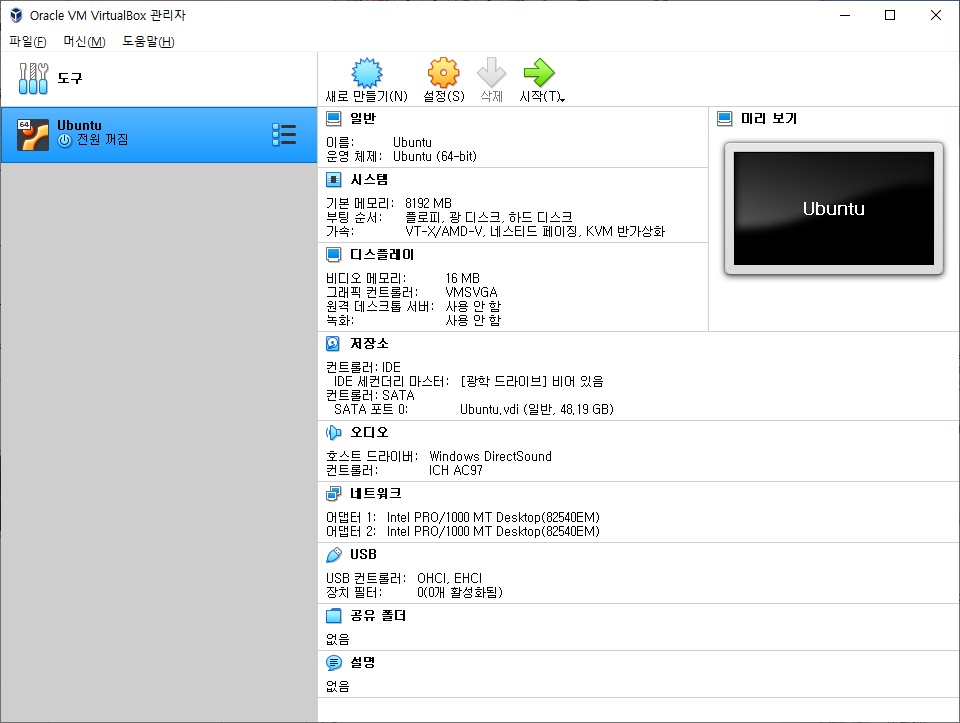 Oracle VM VirtualBox 관리자
파일(F) 머신(M) 도움말(H)
도구
새로 만들기(N) 설정(S) 삭제 시작(T)
64
Ubuntu
전원 꺼짐
일반
이름: Ubuntu
운영 체제: Ubuntu (64-bit)
미리 보기
Ubuntu
시스템
기본 메모리: 8192 MB
부팅 순서: 플로피, 광 디스크, 하드 디스크
가속: VT-X/AMD-V, 네스티드 페이징, KVM 반가상화
디스플레이
비디오 메모리: 16 MB
그래픽 컨트롤러: VMSVGA
원격 데스크톱 서버: 사용 안 함
녹화: 사용 안 함
저장소
컨트롤러: IDE
IDE 세컨더리 마스터: [광학 드라이브] 비어 있음
컨트롤러: SATA
SATA 포트 0: Ubuntu.vdi (일반, 48.19 GB)
오디오
호스트 드라이버: Windows DirectSound
컨트롤러: ICH AC97
네트워크
어댑터 1: Intel PRO/1000 MT Desktop(82540EM)
어댑터 2: Intel PRO/1000 MT Desktop(82540EM)
USB
USB 컨트롤러: OHCI, EHCI
장치 필터: 0(0개 활성화됨)
공유 폴더
없음
설명
없음